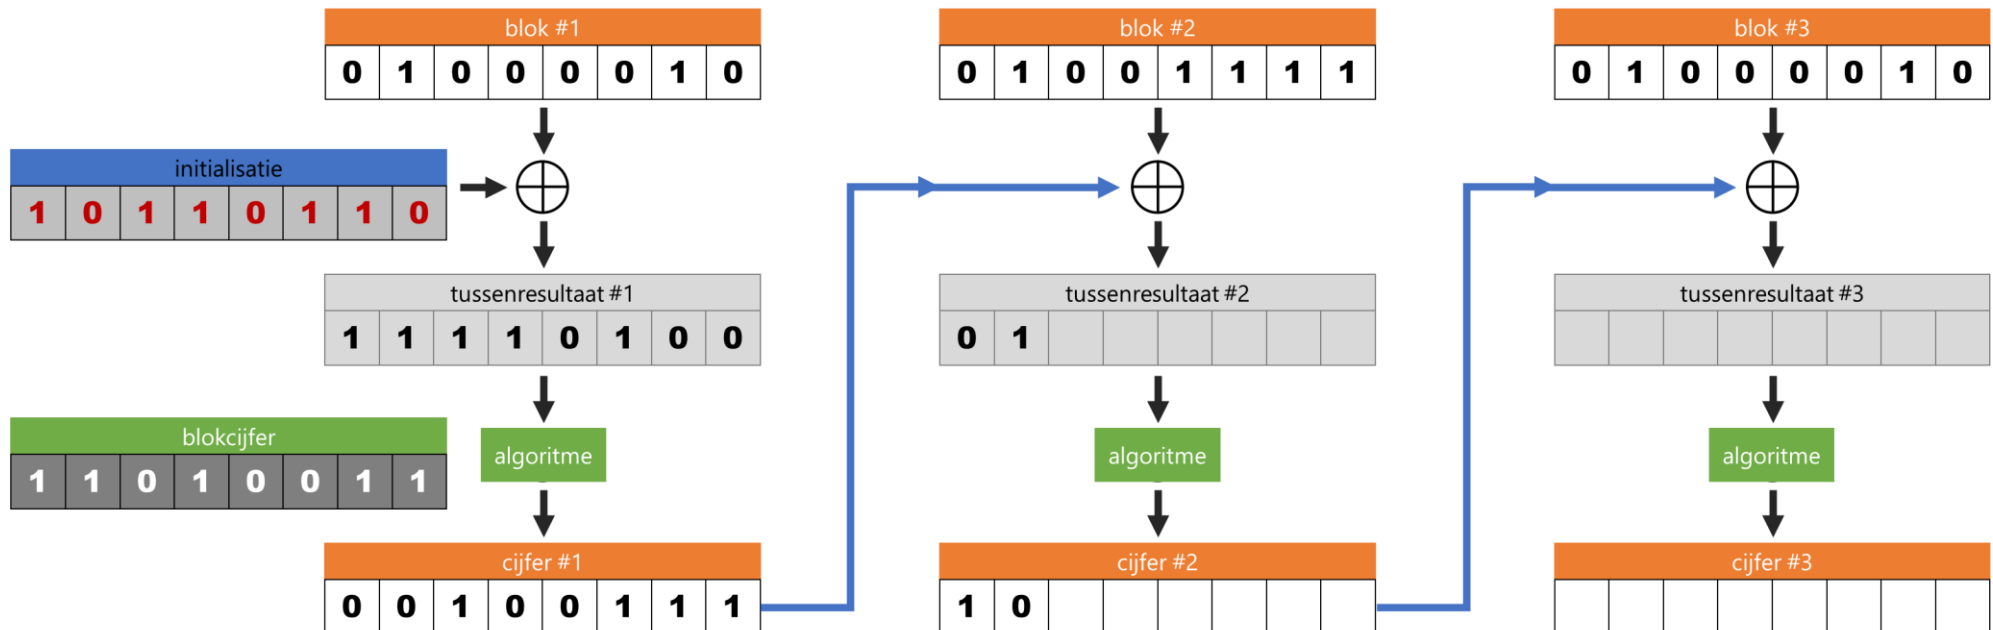 blok #1 blok #2 blok #3
0 1 0 0 0 0 1 0 0 1 0 0 1 1 1 1 0 1 0 0 0 0 1 0
initialisatie
1 0 1 1 0 1 1 0
tussenresultaat #1 tussenresultaat #2 tussenresultaat #3
1 1 1 1 0 1 0 0 0 1
blokcijfer
algoritme algoritme algoritme
1 1 0 1 0 0 1 1
cijfer #1 cijfer #2 cijfer #3
0 0 1 0 0 1 1 1 1 0